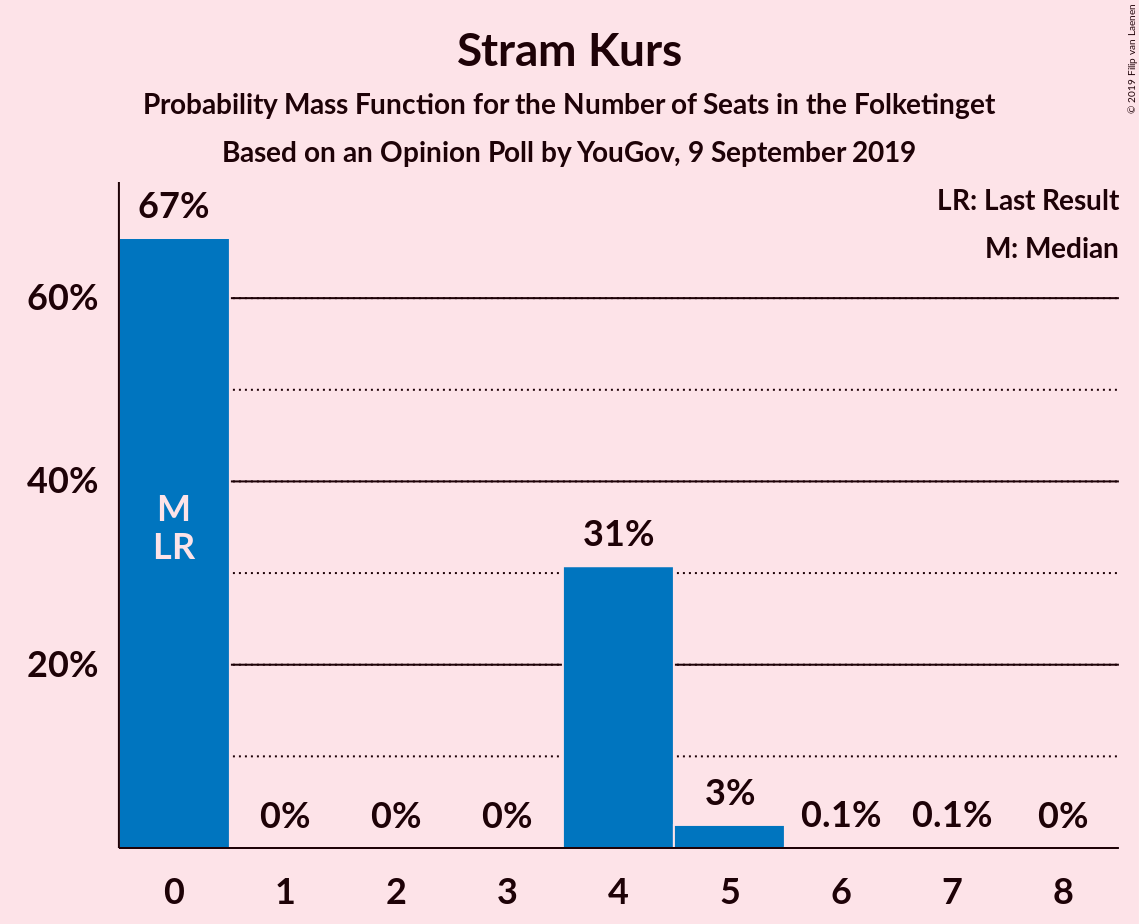 Stram Kurs
Probability Mass Function for the Number of Seats in the Folketinget
Based on an Opinion Poll by YouGov, 9 September 2019
© 2019 Filip van Laenen
LR: Last Result
M: Median
67%
60%
40%
20%
M
LR
0%
0%
0%
31%
3%
0.1%
0.1%
0%
0 1 2 3 4 5 6 7 8